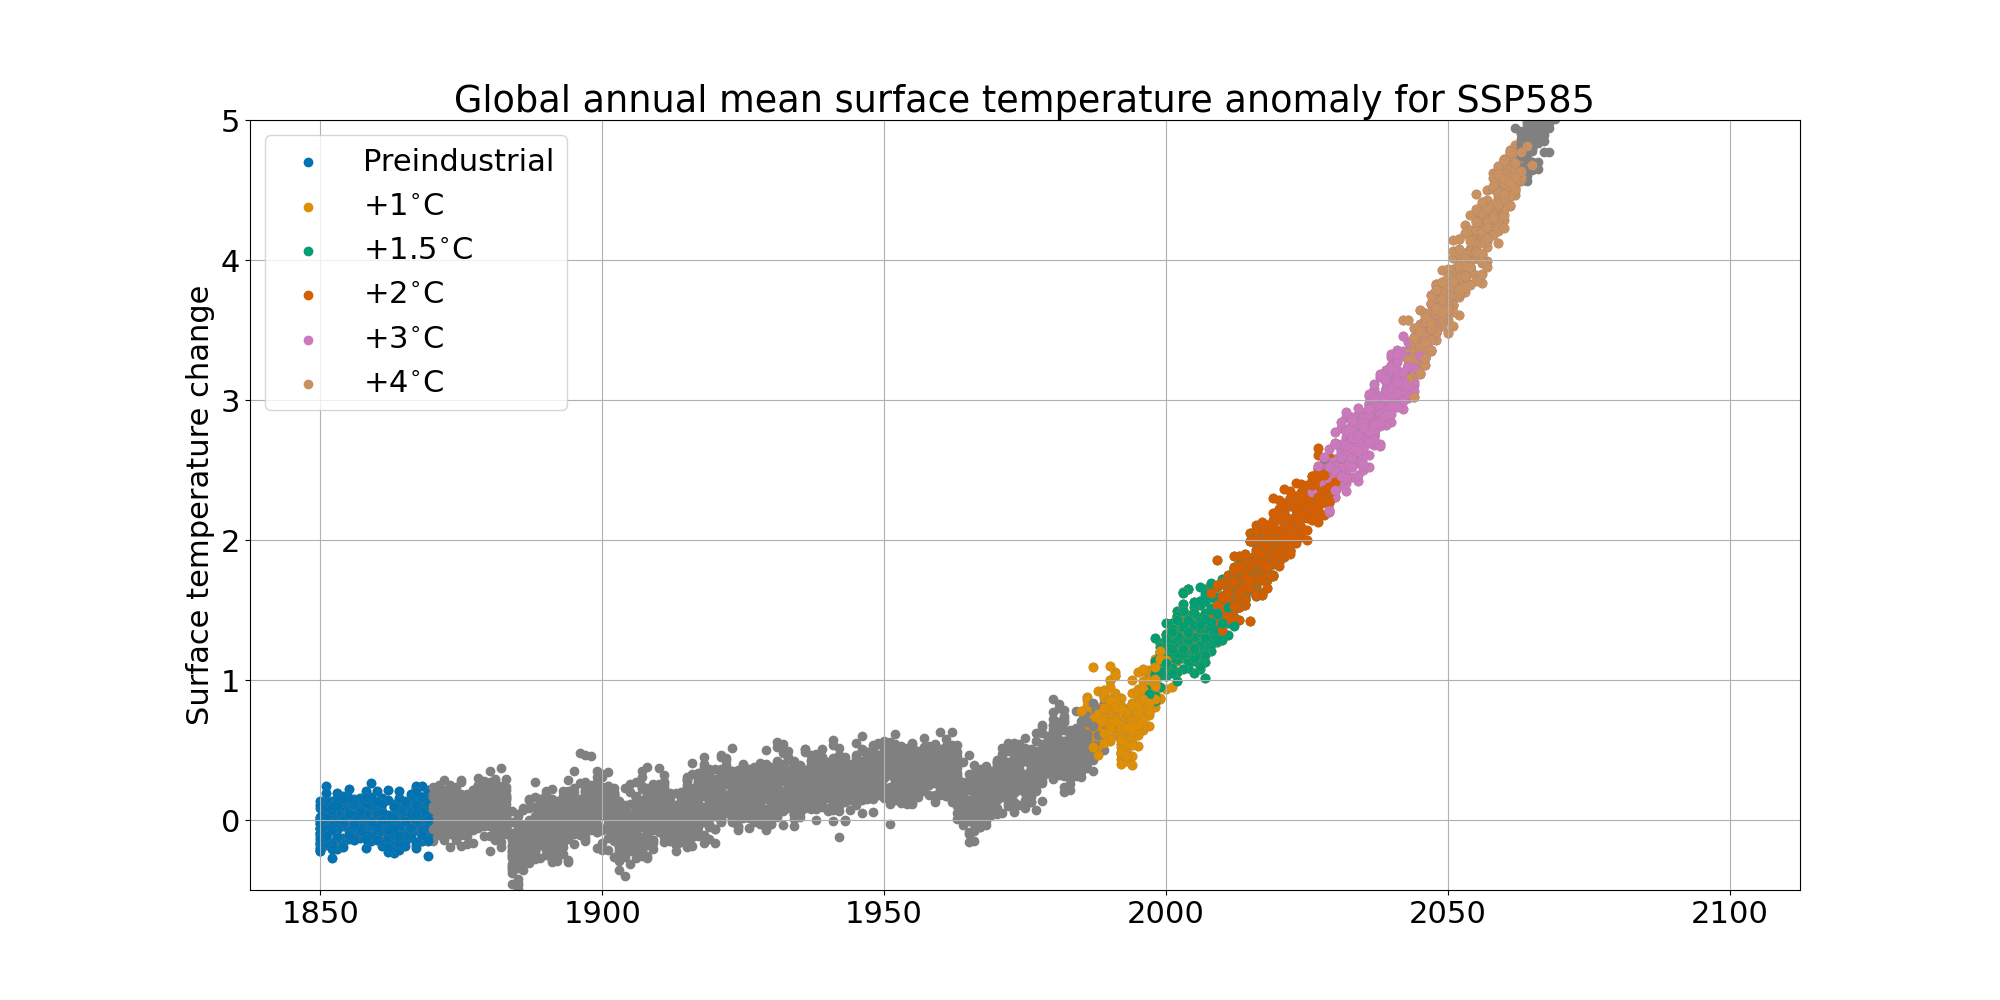 Global annual mean surface temperature anomaly for SSP585
Surface temperature change
5
4
3
2
1
0
Preindustrial
+1°C
+1.5°C
+2°C
+3°C
+4°C
1850 1900 1950 2000 2050 2100